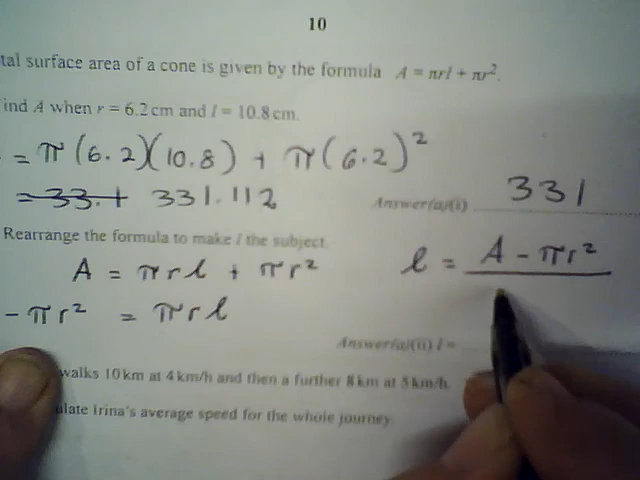 10
tal surface area of a cone is given by the formula A = πrl + πr².
ind A when r = 6.2 cm and l = 10.8 cm.
= π(6.2)(10.8) + π(6.2)²
= 33.1 331.112
Answer(a)(i) 331
Rearrange the formula to make l the subject.
A = πrl + πr²
l = A - πr²
- πr² = πrl
Answer(a)(ii) l =
walks 10 km at 4 km/h and then a further 8 km at 5 km/h.
ulate Irina's average speed for the whole journey.